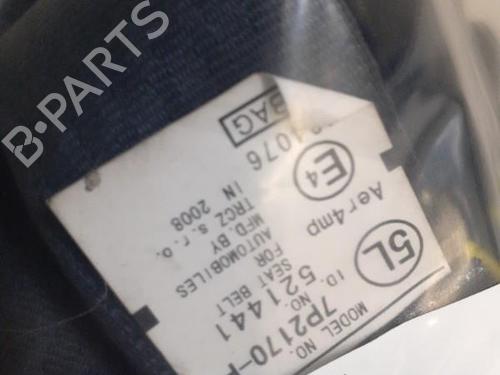 B-PARTS
MODEL NO.
7P2170-
ID. NO.
521441
SEAT BELT
FOR
AUTOMOBILES
MFD. BY
TRCZ s.r.o.
IN 2008
5L
Aer4mp
E4
076
BAG